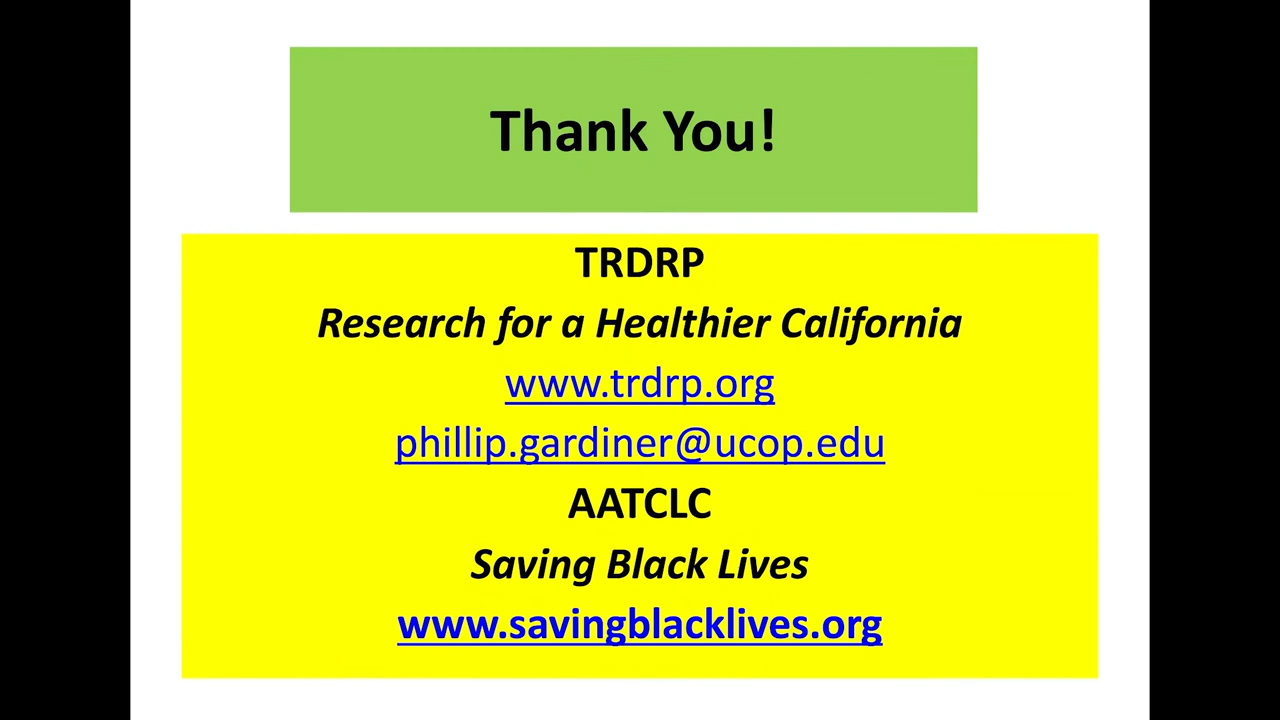 Thank You!
TRDRP
Research for a Healthier California
www.trdrp.org
phillip.gardiner@ucop.edu
AATCLC
Saving Black Lives
www.savingblacklives.org